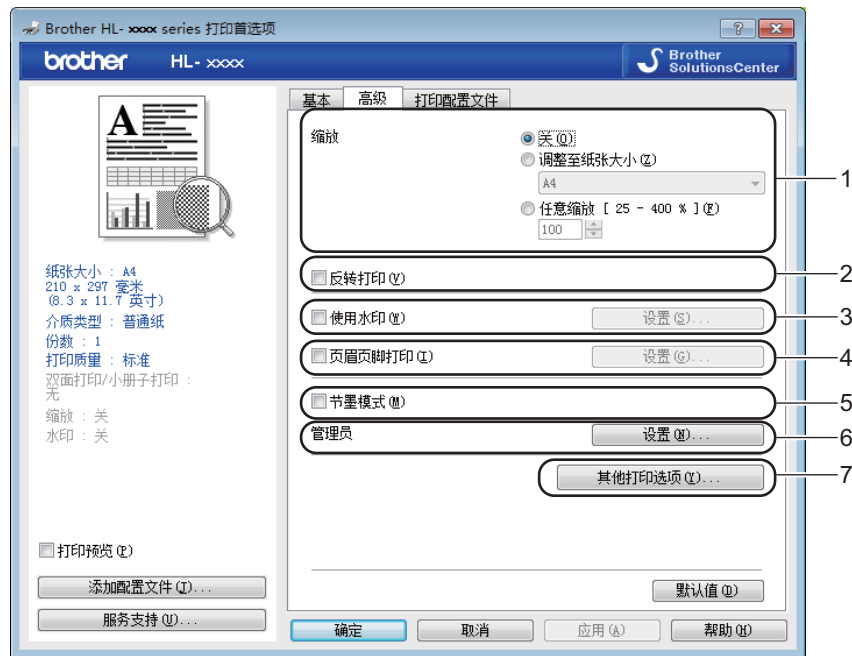 Brother HL- xxxx series 打印首选项
brother HL- xxxx
Brother
SolutionsCenter
基本 高级 打印配置文件
缩放
关(O)
调整至纸张大小(Z)
A4
任意缩放 [ 25 - 400 % ](F)
100
1
反转打印(V)
2
使用水印(W)
设置(S)...
3
页眉页脚打印(I)
设置(G)...
4
节墨模式(M)
5
管理员
设置(N)...
6
其他打印选项(Y)...
7
A
纸张大小 : A4
210 x 297 毫米
(8.3 x 11.7 英寸)
介质类型 : 普通纸
份数 : 1
打印质量 : 标准
双面打印/小册子打印 :
无
缩放 : 关
水印 : 关
打印预览(P)
添加配置文件(J)...
服务支持(U)...
默认值(D)
确定 取消 应用(A) 帮助(H)